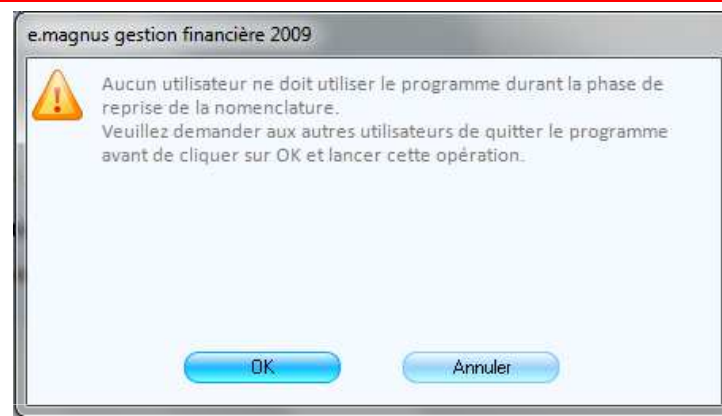 e.magnus gestion financière 2009
Aucun utilisateur ne doit utiliser le programme durant la phase de
reprise de la nomenclature.
Veuillez demander aux autres utilisateurs de quitter le programme
avant de cliquer sur OK et lancer cette opération.
OK
Annuler